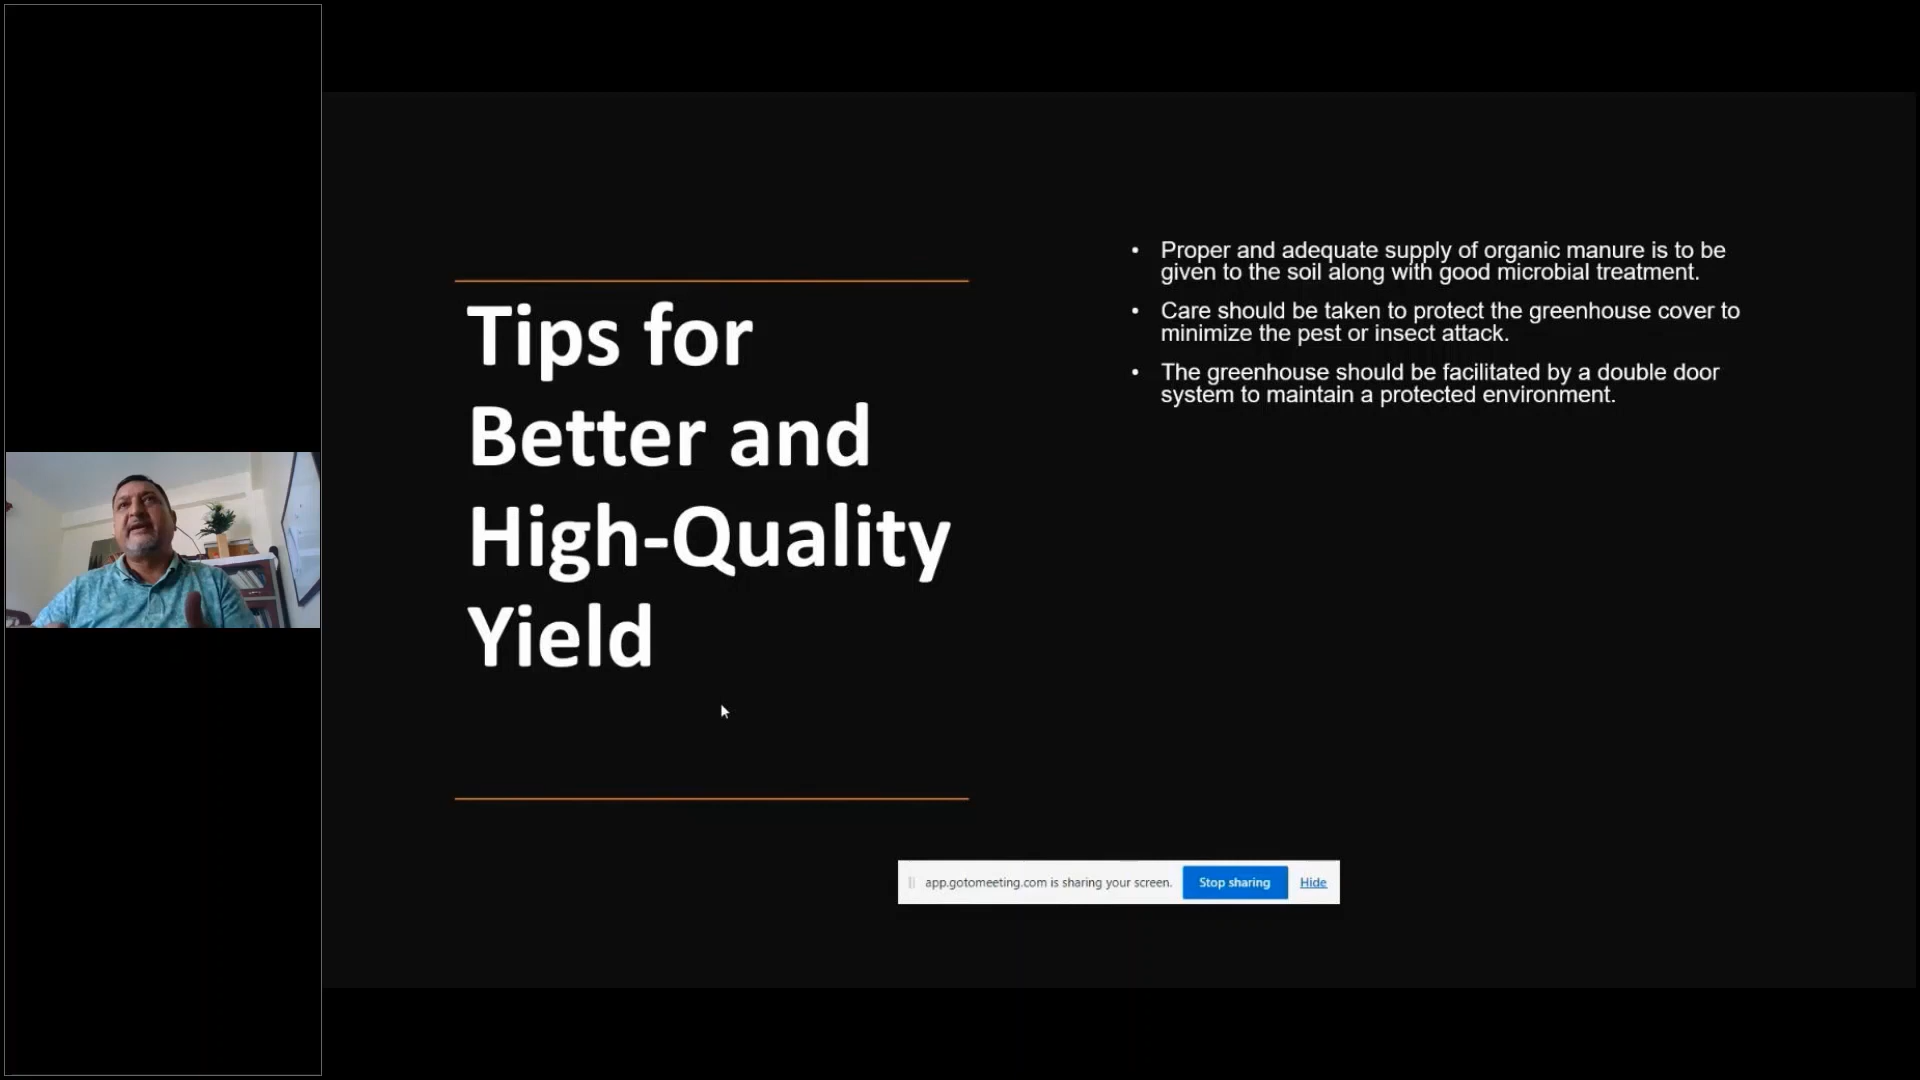 Tips for
Better and
High-Quality
Yield
• Proper and adequate supply of organic manure is to be
given to the soil along with good microbial treatment.
• Care should be taken to protect the greenhouse cover to
minimize the pest or insect attack.
• The greenhouse should be facilitated by a double door
system to maintain a protected environment.
app.gotomeeting.com is sharing your screen. Stop sharing Hide